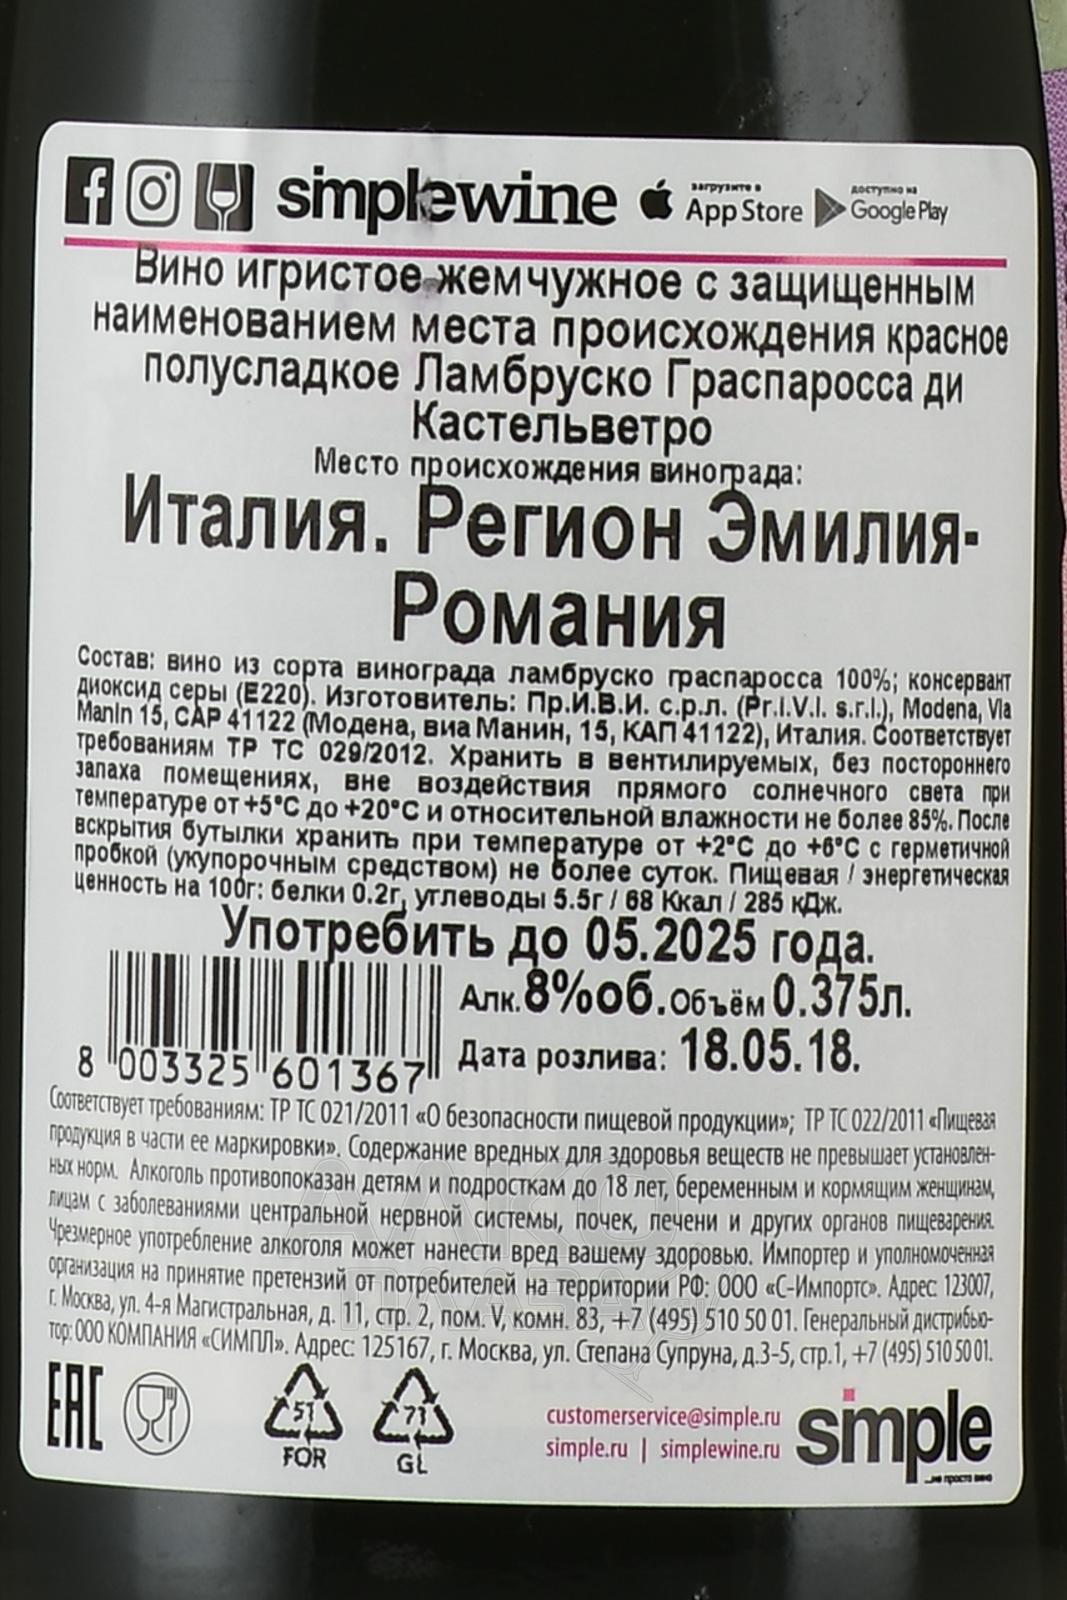 simplewine загрузите в App Store доступно на Google Play
Вино игристое жемчужное с защищенным
наименованием места происхождения красное
полусладкое Ламбруско Граспаросса ди
Кастельветро
Место происхождения винограда:
Италия. Регион Эмилия-
Романия
Состав: вино из сорта винограда ламбруско граспаросса 100%; консервант
диоксид серы (E220). Изготовитель: Пр.И.В.И. с.р.л. (Pr.I.V.I. s.r.l.), Modena, Via
Manin 15, CAP 41122 (Модена, виа Манин, 15, КАП 41122), Италия. Соответствует
требованиям ТР ТС 029/2012. Хранить в вентилируемых, без постороннего
запаха помещениях, вне воздействия прямого солнечного света при
температуре от +5°C до +20°C и относительной влажности не более 85%. После
вскрытия бутылки хранить при температуре от +2°C до +6°C с герметичной
пробкой (укупорочным средством) не более суток. Пищевая / энергетическая
ценность на 100г: белки 0.2г, углеводы 5.5г / 68 Ккал / 285 кДж.
Употребить до 05.2025 года.
Алк. 8%об. Объём 0.375л.
Дата розлива: 18.05.18.
8 003325 601367
Соответствует требованиям: ТР ТС 021/2011 «О безопасности пищевой продукции»; ТР ТС 022/2011 «Пищевая
продукция в части ее маркировки». Содержание вредных для здоровья веществ не превышает установлен-
ных норм. Алкоголь противопоказан детям и подросткам до 18 лет, беременным и кормящим женщинам,
лицам с заболеваниями центральной нервной системы, почек, печени и других органов пищеварения.
Чрезмерное употребление алкоголя может нанести вред вашему здоровью. Импортер и уполномоченная
организация на принятие претензий от потребителей на территории РФ: ООО «С-Импортс». Адрес: 123007,
г. Москва, ул. 4-я Магистральная, д. 11, стр. 2, пом. V, комн. 83, +7 (495) 510 50 01. Генеральный дистрибью-
тор: ООО КОМПАНИЯ «СИМПЛ». Адрес: 125167, г. Москва, ул. Степана Супруна, д.3-5, стр.1, +7 (495) 510 50 01.
EAC
51
FOR
71
GL
customerservice@simple.ru
simple.ru | simplewine.ru
simple
...не просто вино